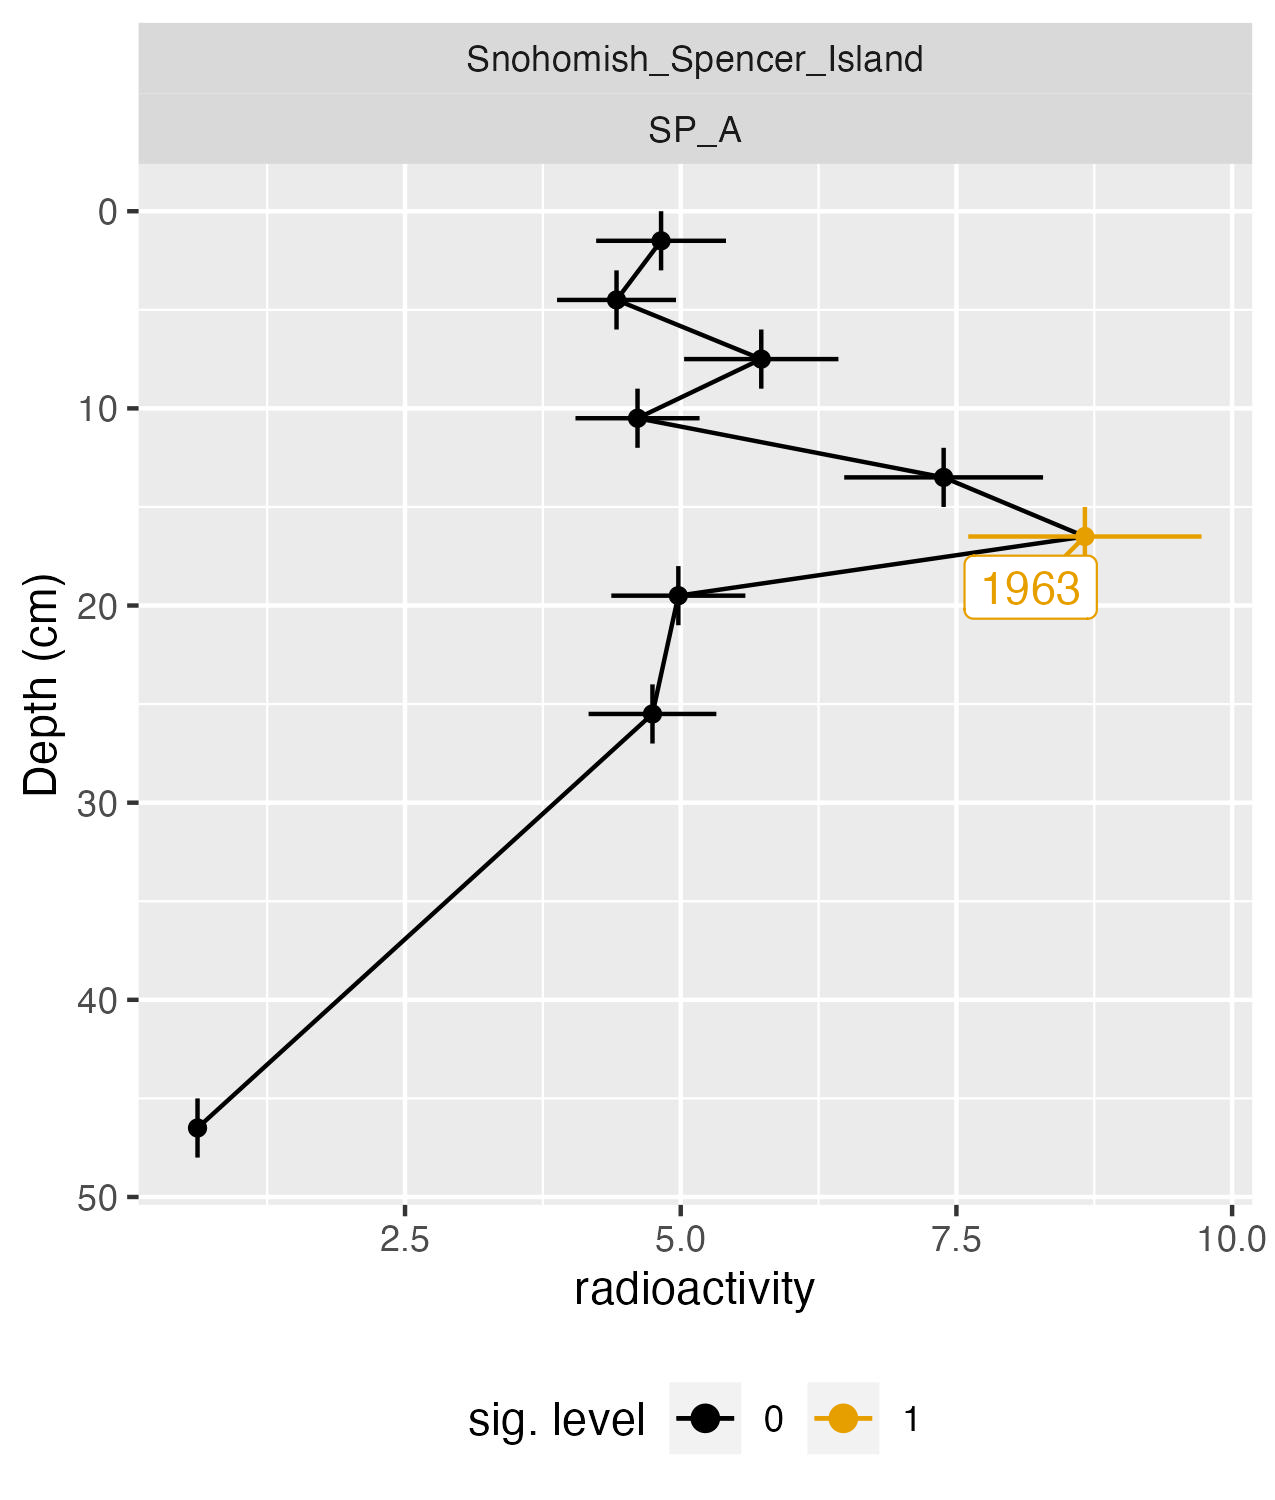 Snohomish_Spencer_Island
SP_A
0
10
20
30
40
50
Depth (cm)
1963
2.5 5.0 7.5 10.0
radioactivity
sig. level 0 1